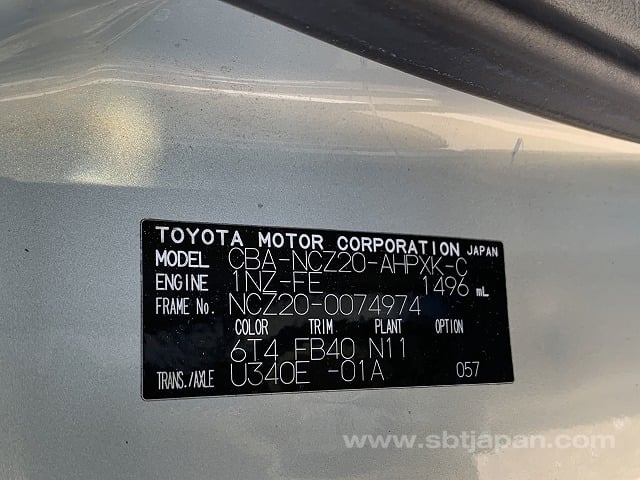 TOYOTA MOTOR CORPORATION JAPAN
MODEL CBA-NCZ20-AHPXK-C
ENGINE 1NZ-FE 1496 mL
FRAME No. NCZ20-0074974
COLOR TRIM PLANT OPTION
6T4 FB40 N11
TRANS./AXLE U340E -01A 057
www.sbtjapan.com